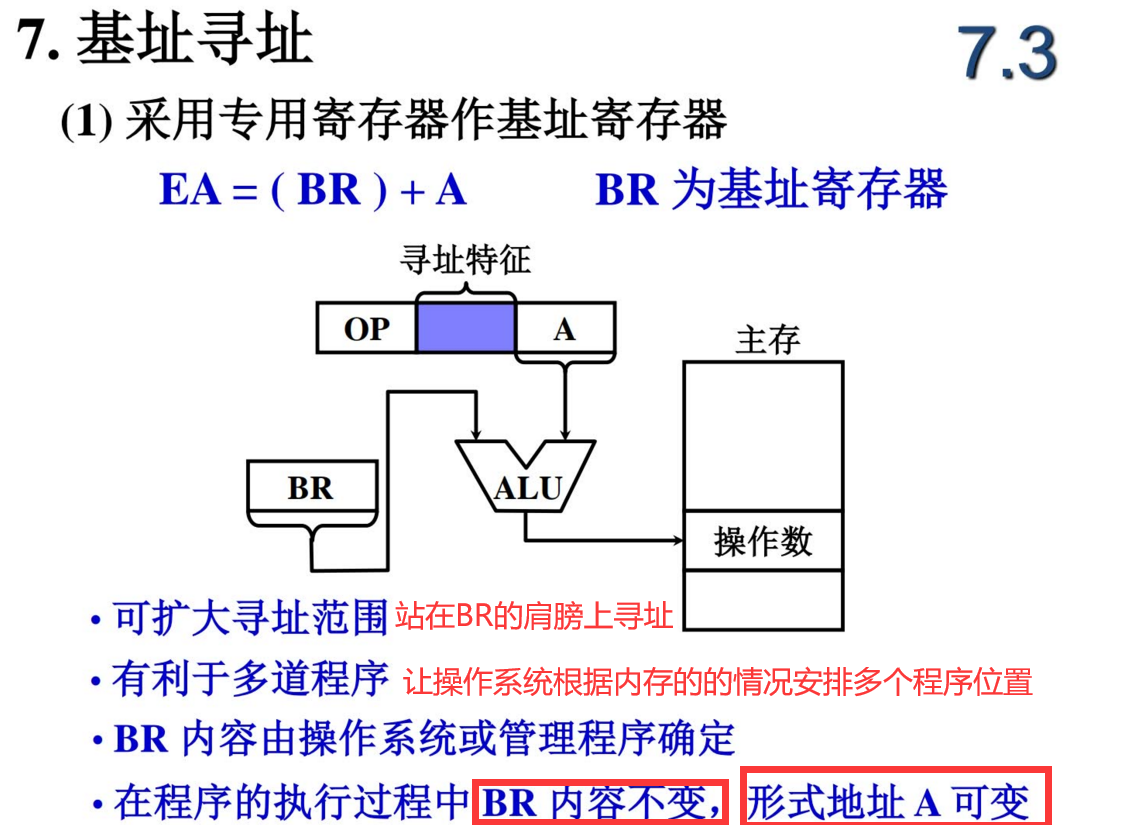 7. 基址寻址
7.3
(1) 采用专用寄存器作基址寄存器
EA = ( BR ) + A
BR 为基址寄存器
寻址特征
OP
A
主存
BR
ALU
操作数
• 可扩大寻址范围 站在BR的肩膀上寻址
• 有利于多道程序 让操作系统根据内存的的情况安排多个程序位置
• BR 内容由操作系统或管理程序确定
• 在程序的执行过程中 BR 内容不变，形式地址 A 可变